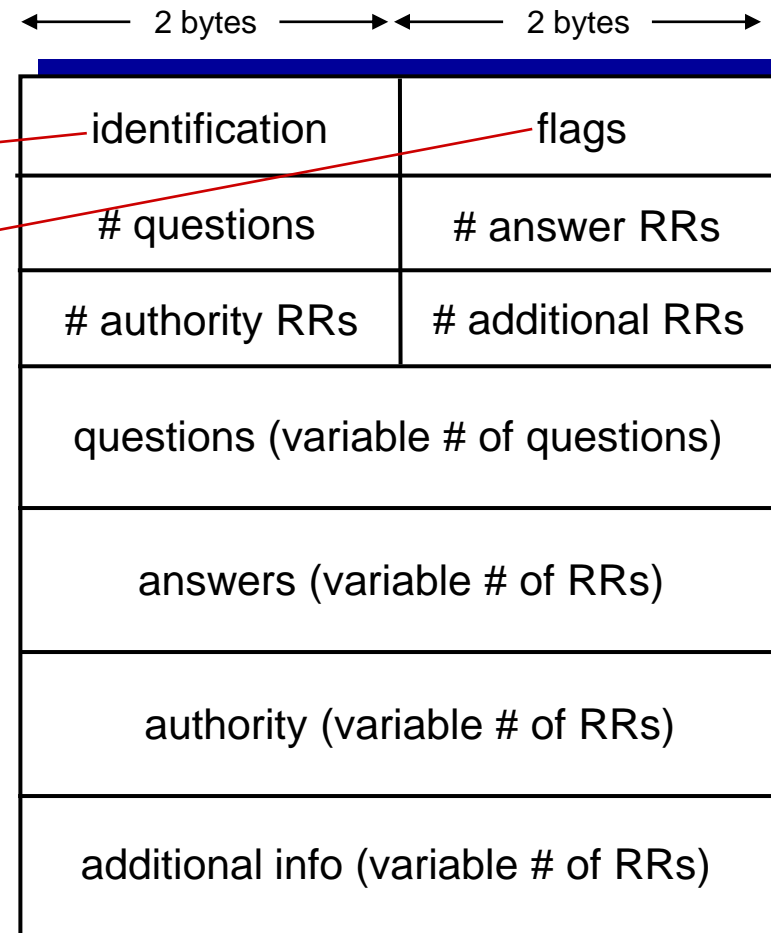 2 bytes 2 bytes
identification flags
# questions # answer RRs
# authority RRs # additional RRs
questions (variable # of questions)
answers (variable # of RRs)
authority (variable # of RRs)
additional info (variable # of RRs)